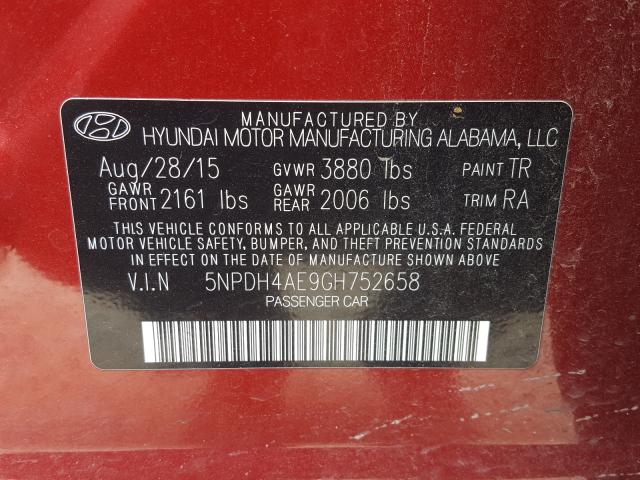 MANUFACTURED BY
HYUNDAI MOTOR MANUFACTURING ALABAMA, LLC
Aug/28/15 GVWR 3880 lbs PAINT TR
GAWR FRONT 2161 lbs GAWR REAR 2006 lbs TRIM RA
THIS VEHICLE CONFORMS TO ALL APPLICABLE U.S.A. FEDERAL
MOTOR VEHICLE SAFETY, BUMPER, AND THEFT PREVENTION STANDARDS
IN EFFECT ON THE DATE OF MANUFACTURE SHOWN ABOVE.
V.I.N 5NPDH4AE9GH752658
PASSENGER CAR